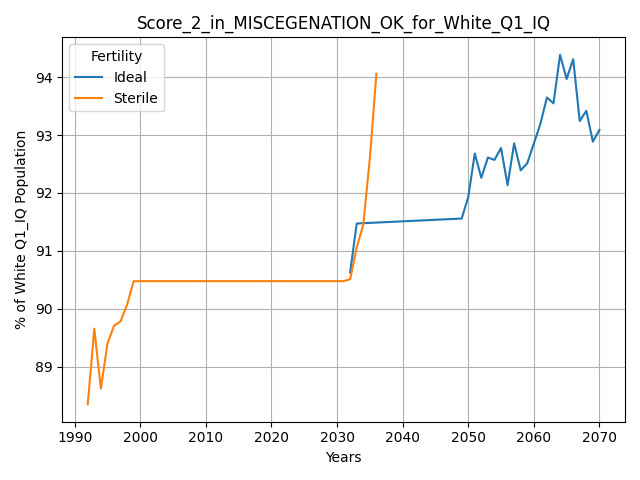 Score_2_in_MISCEGENATION_OK_for_White_Q1_IQ
Fertility
Ideal
Sterile
% of White Q1_IQ Population
94
93
92
91
90
89
1990 2000 2010 2020 2030 2040 2050 2060 2070
Years